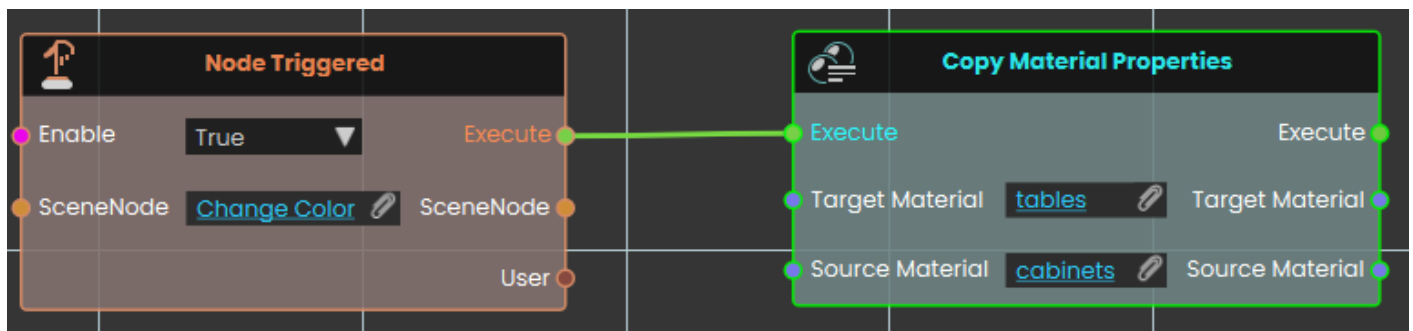 Node Triggered
Enable True Execute
SceneNode Change Color SceneNode
User
Copy Material Properties
Execute Execute
Target Material tables Target Material
Source Material cabinets Source Material